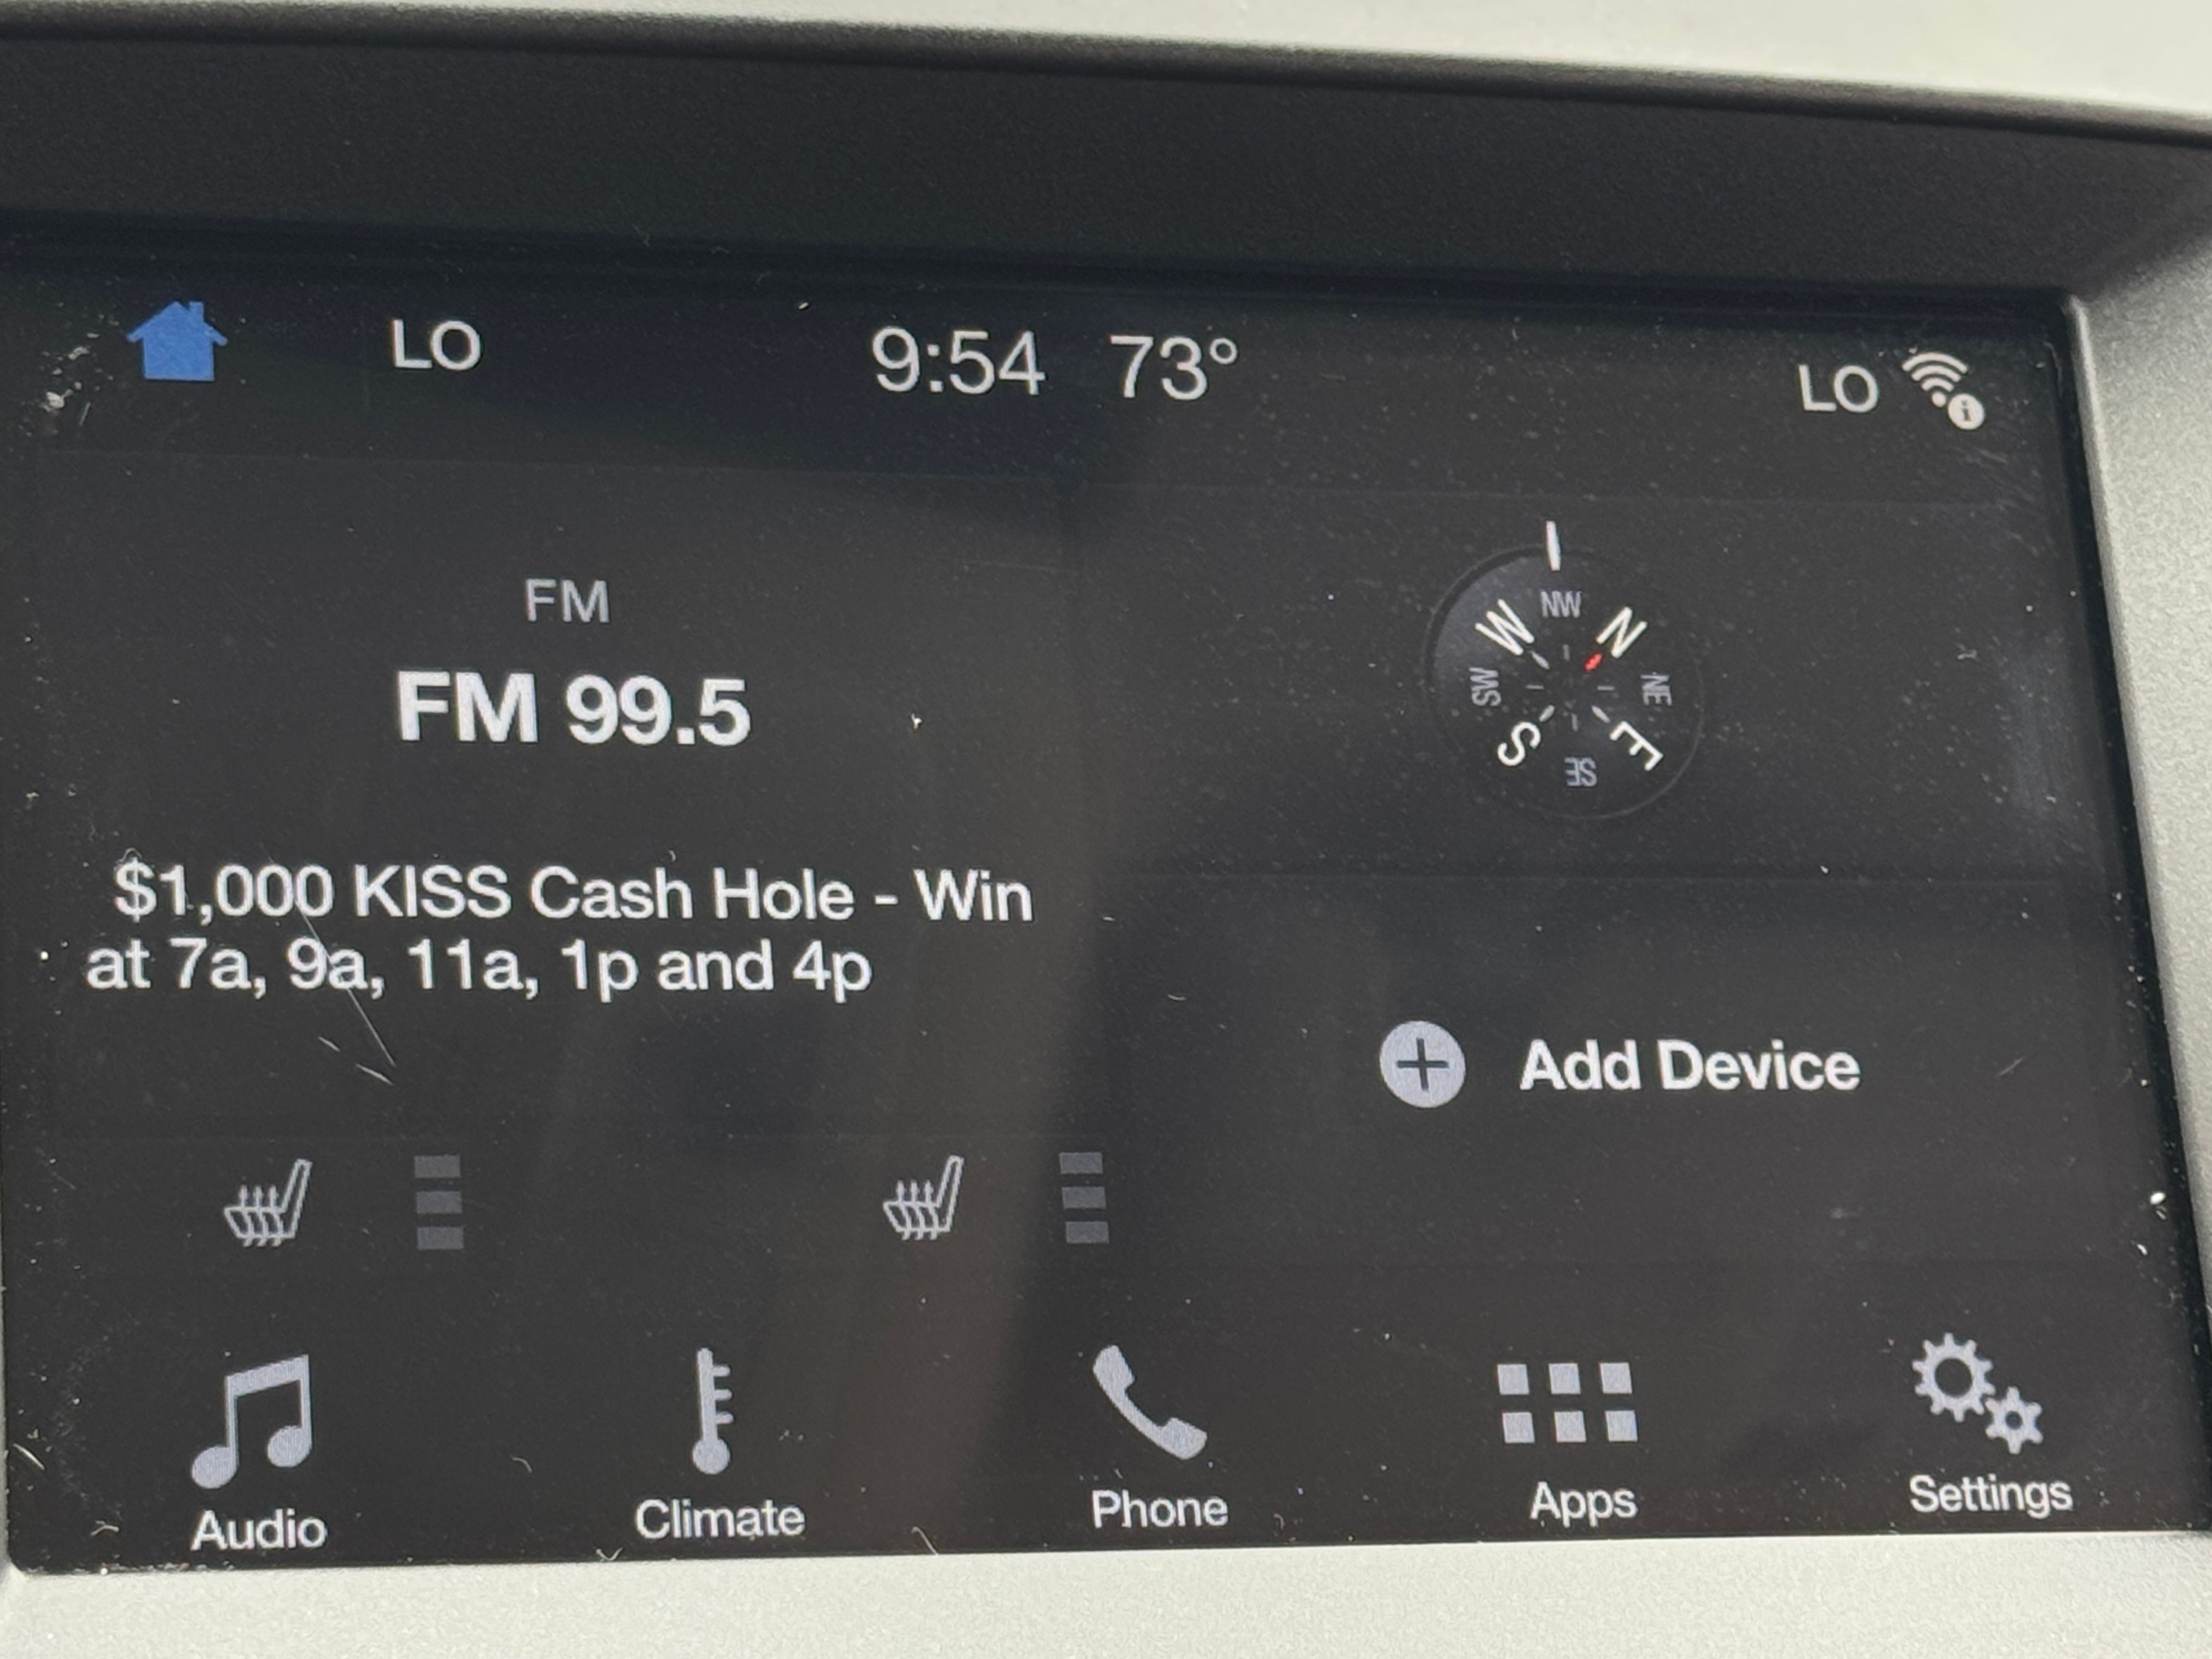 LO 9:54 73° LO
FM
FM 99.5
$1,000 KISS Cash Hole - Win
at 7a, 9a, 11a, 1p and 4p
NW
W N
SW NE
S E
SE
Add Device
Audio Climate Phone Apps Settings